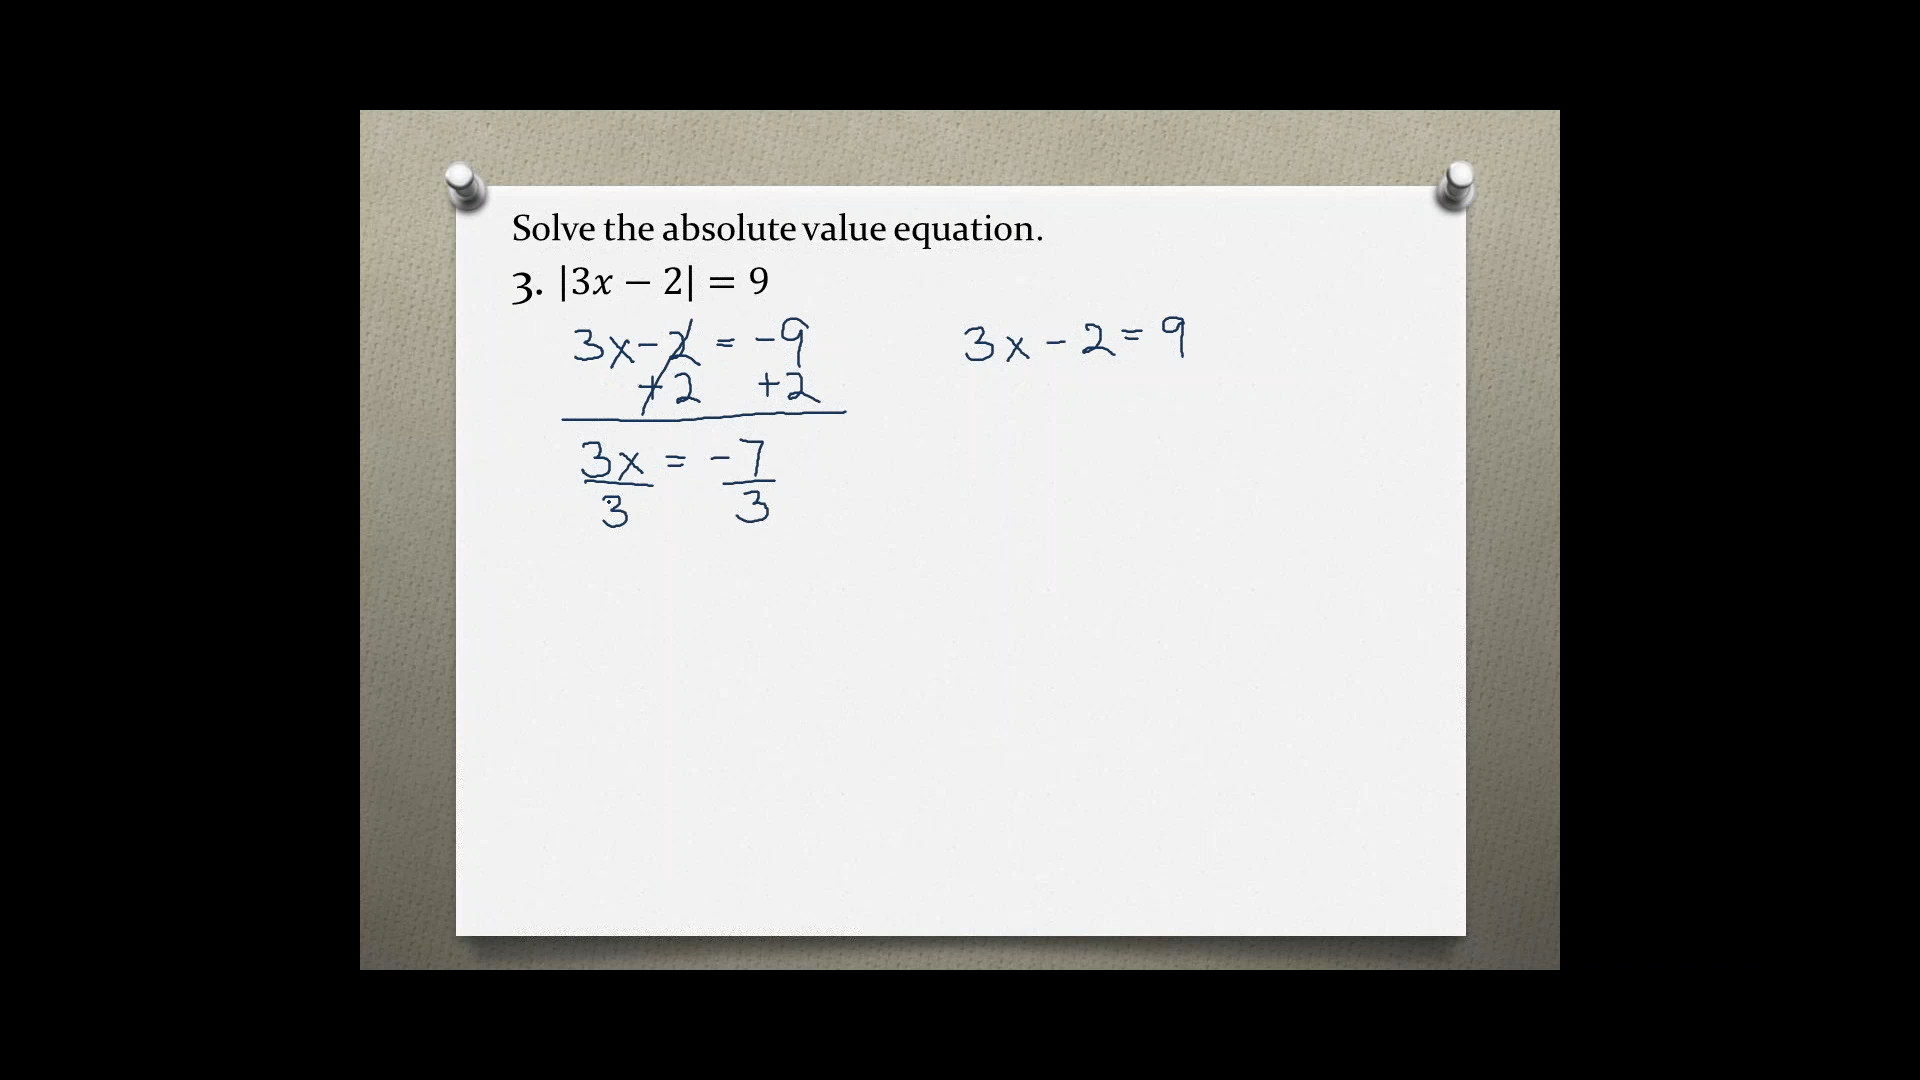 Solve the absolute value equation.
3. |3x − 2| = 9
3x - 2 = -9
+2 +2
3x = -7
3 3
3x - 2 = 9